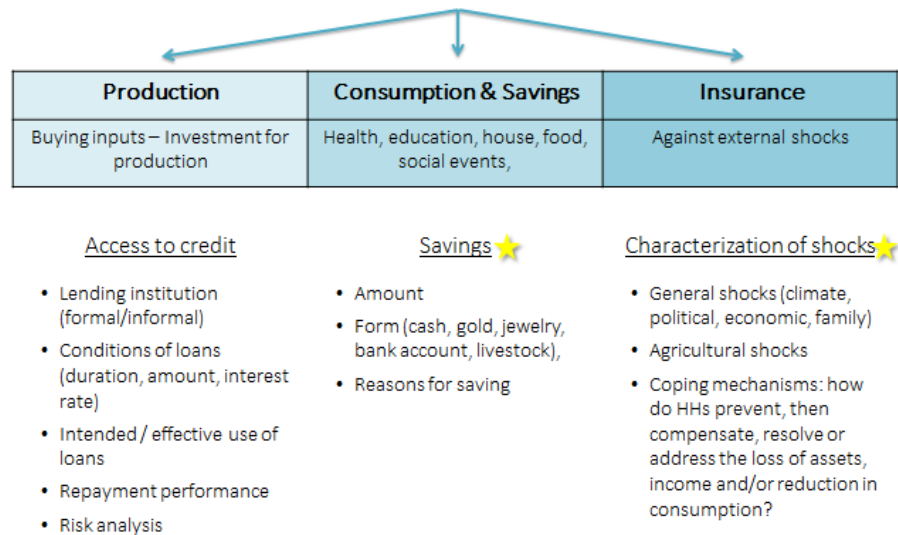 Production
Consumption & Savings
Insurance
Buying inputs – Investment for
production
Health, education, house, food,
social events,
Against external shocks
Access to credit
• Lending institution
(formal/informal)
• Conditions of loans
(duration, amount, interest
rate)
• Intended / effective use of
loans
• Repayment performance
• Risk analysis
Savings
• Amount
• Form (cash, gold, jewelry,
bank account, livestock),
• Reasons for saving
Characterization of shocks
• General shocks (climate,
political, economic, family)
• Agricultural shocks
• Coping mechanisms: how
do HHs prevent, then
compensate, resolve or
address the loss of assets,
income and/or reduction in
consumption?